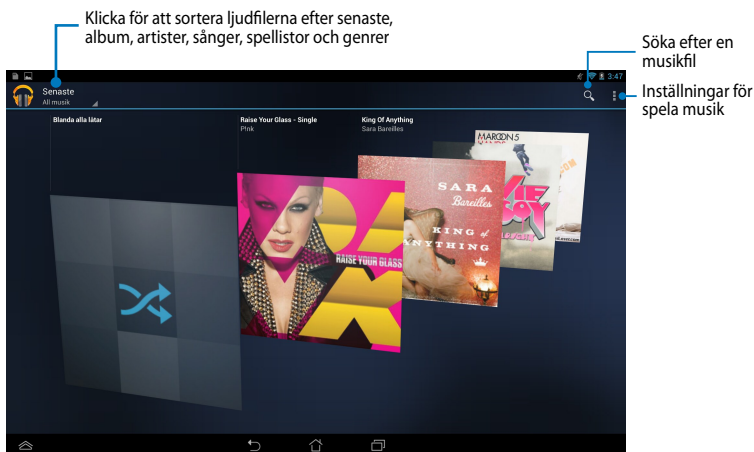 Klicka för att sortera ljudfilerna efter senaste,
album, artister, sånger, spellistor och genrer
Söka efter en
musikfil
Inställningar för
spela musik
3:47
Senaste
All musik
Blanda alla låtar
Raise Your Glass - Single
P!nk
King Of Anything
Sara Bareilles
MAROON5
SARA
Bareilles
KING of
ANYTHING
RAISE YOUR GLASS